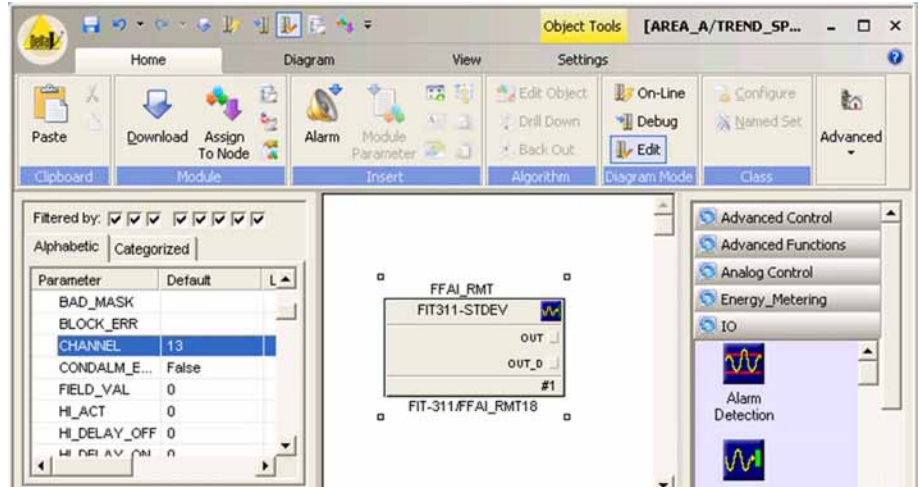 DeltaV
Object Tools
[AREA_A/TREND_SP...
Home
Diagram
View
Settings
Paste
Download
Assign To Node
Alarm
Module Parameter
Edit Object
Drill Down
Back Out
On-Line
Debug
Edit
Configure
Named Set
Advanced
Clipboard
Module
Insert
Algorithm
Diagram Mode
Class
Filtered by:
Alphabetic
Categorized
Parameter Default L
BAD_MASK
BLOCK_ERR
CHANNEL 13
CONDALM_E... False
FIELD_VAL 0
HI_ACT 0
HI_DELAY_OFF 0
HI_DELAY_ON 0
FFAI_RMT
FIT311-STDEV
OUT
OUT_D
#1
FIT-311/FFAI_RMT18
Advanced Control
Advanced Functions
Analog Control
Energy_Metering
IO
Alarm
Detection